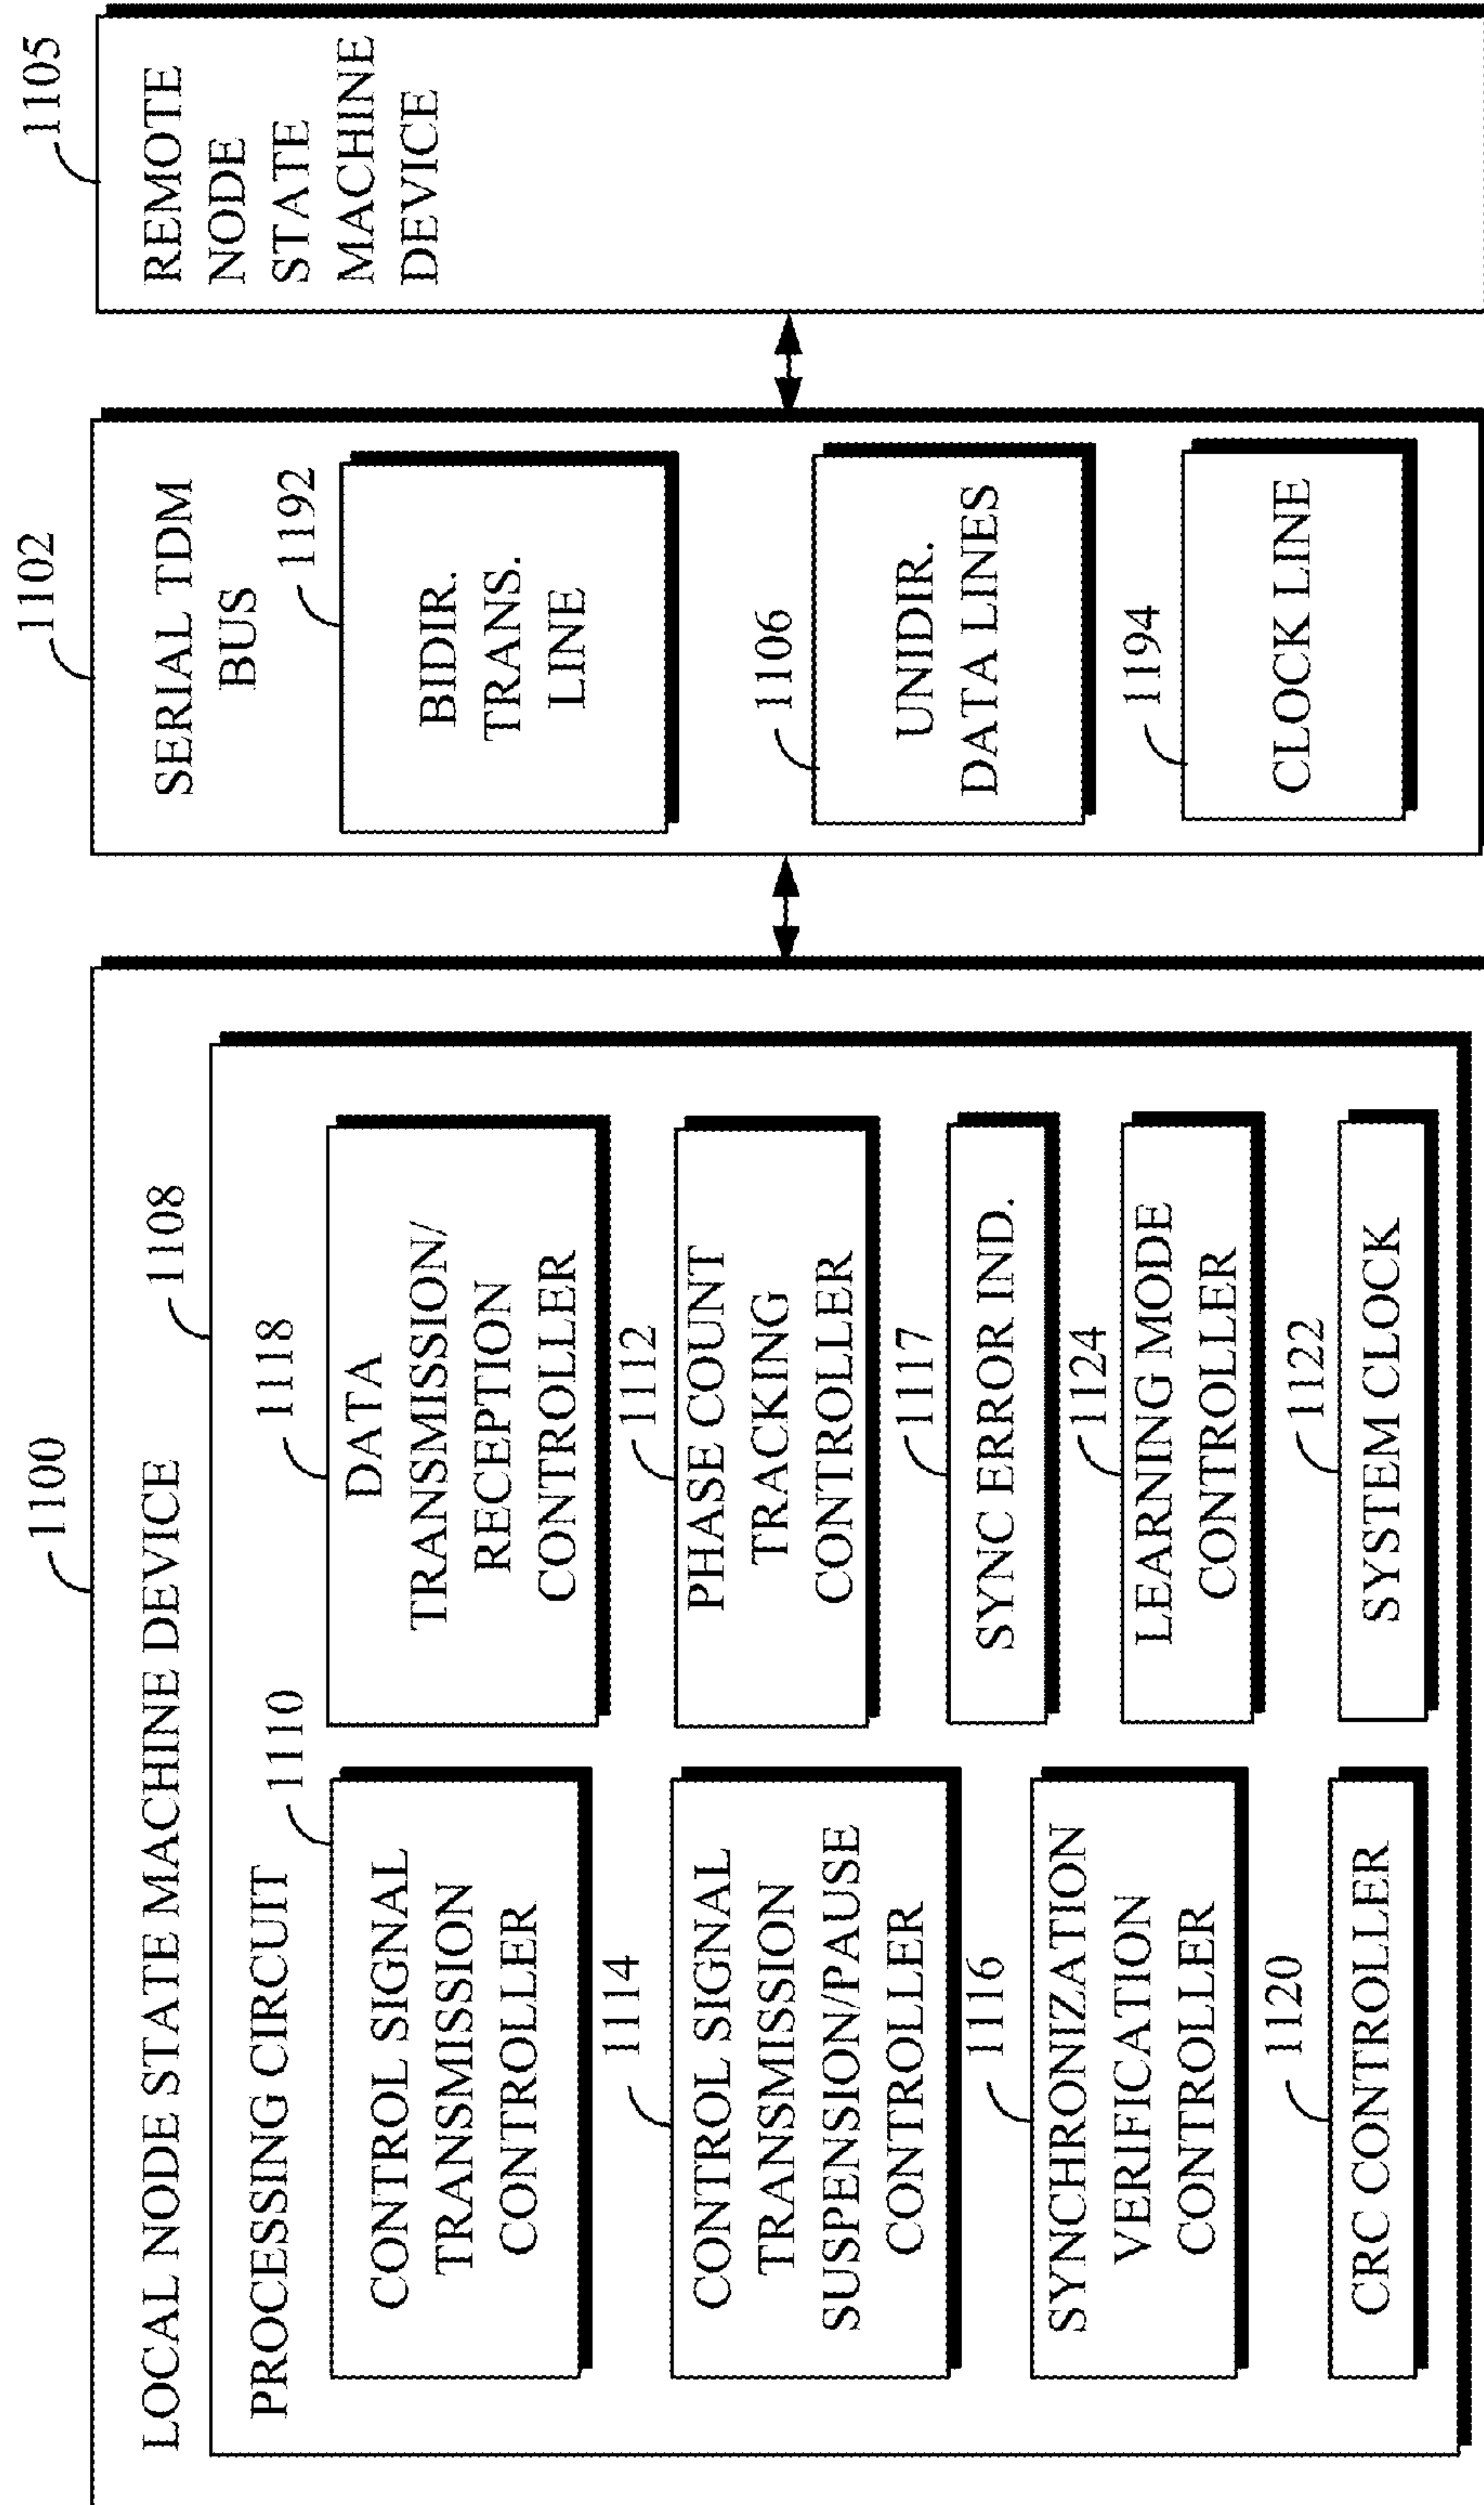 1100
LOCAL NODE STATE MACHINE DEVICE
1108
PROCESSING CIRCUIT
1110
CONTROL SIGNAL
TRANSMISSION
CONTROLLER
1114
CONTROL SIGNAL
TRANSMISSION
SUSPENSION/PAUSE
CONTROLLER
1116
SYNCHRONIZATION
VERIFICATION
CONTROLLER
1120
CRC CONTROLLER
1118
DATA
TRANSMISSION/
RECEPTION
CONTROLLER
1112
PHASE COUNT
TRACKING
CONTROLLER
1117
SYNC ERROR IND.
1124
LEARNING MODE
CONTROLLER
1122
SYSTEM CLOCK
1102
SERIAL TDM
BUS
1192
BIDIR.
TRANS.
LINE
1106
UNIDIR.
DATA LINES
1194
CLOCK LINE
1105
REMOTE
NODE
STATE
MACHINE
DEVICE